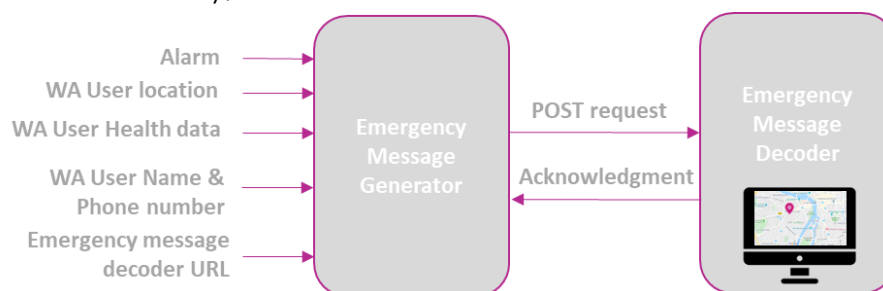 Alarm
WA User location
WA User Health data
WA User Name &
Phone number
Emergency message
decoder URL
Emergency
Message
Generator
POST request
Acknowledgment
Emergency
Message
Decoder